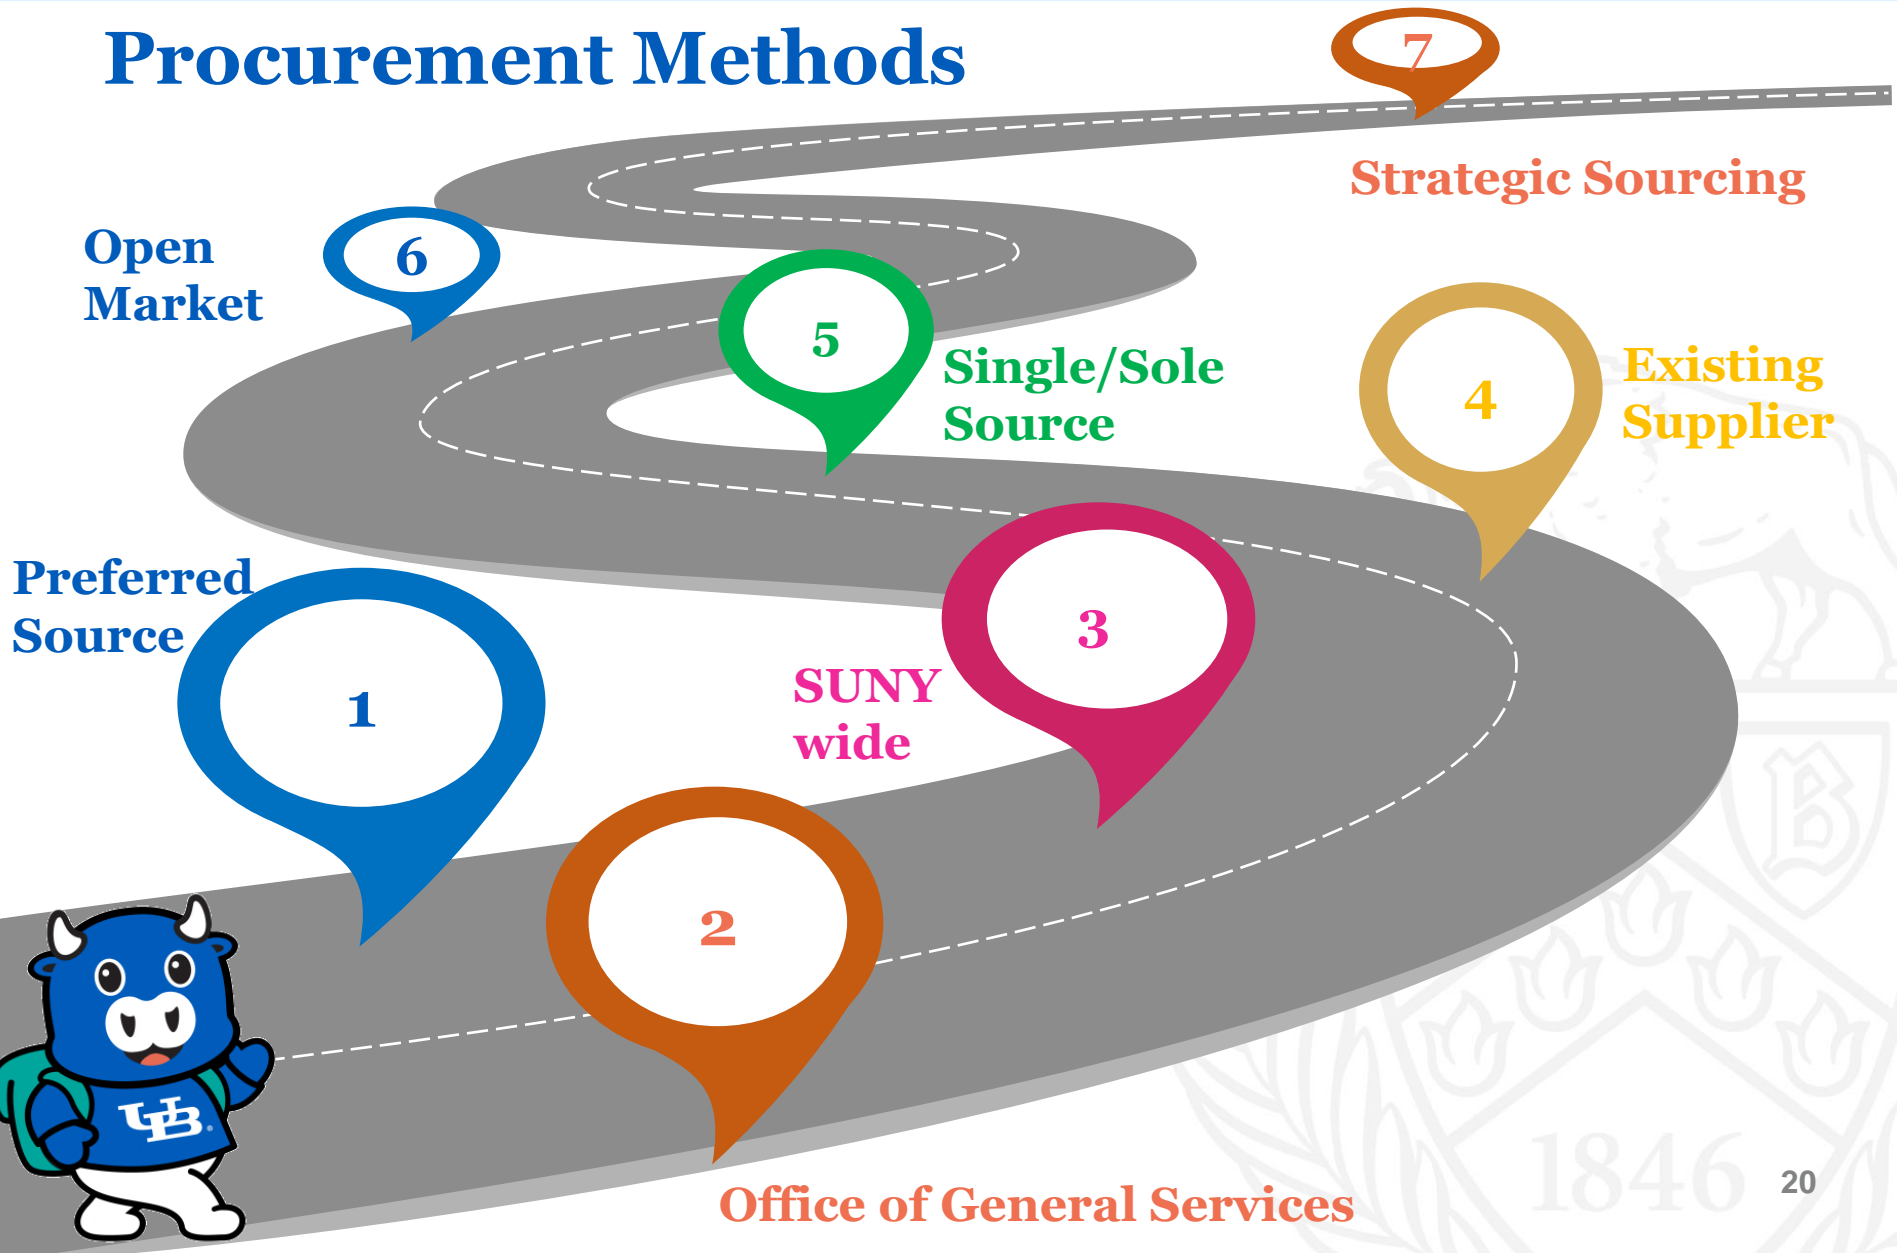 Procurement Methods
7
Strategic Sourcing
Open
Market
6
5
Single/Sole
Source
4
Existing
Supplier
Preferred
Source
1
3
SUNY
wide
2
Office of General Services
UB
B
1846
20